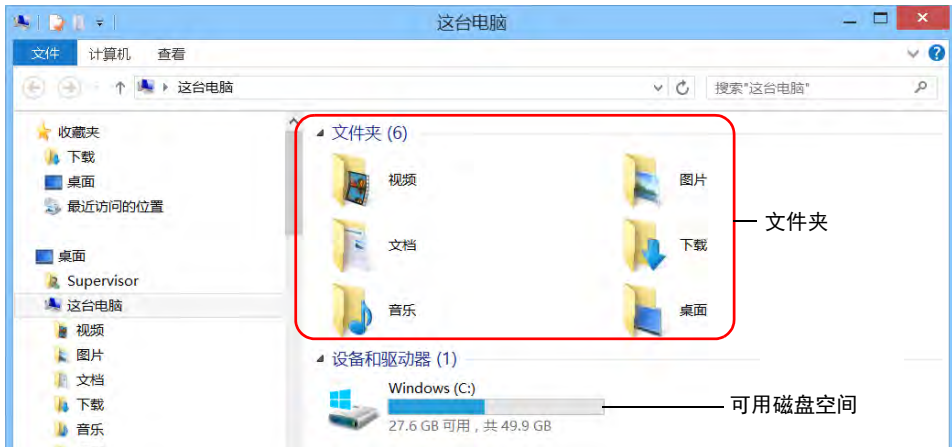 这台电脑
文件 计算机 查看
这台电脑
搜索"这台电脑"
收藏夹
下载
桌面
最近访问的位置
桌面
Supervisor
这台电脑
视频
图片
文档
下载
音乐
文件夹 (6)
视频
图片
文档
下载
音乐
桌面
文件夹
设备和驱动器 (1)
Windows (C:)
27.6 GB 可用，共 49.9 GB
可用磁盘空间